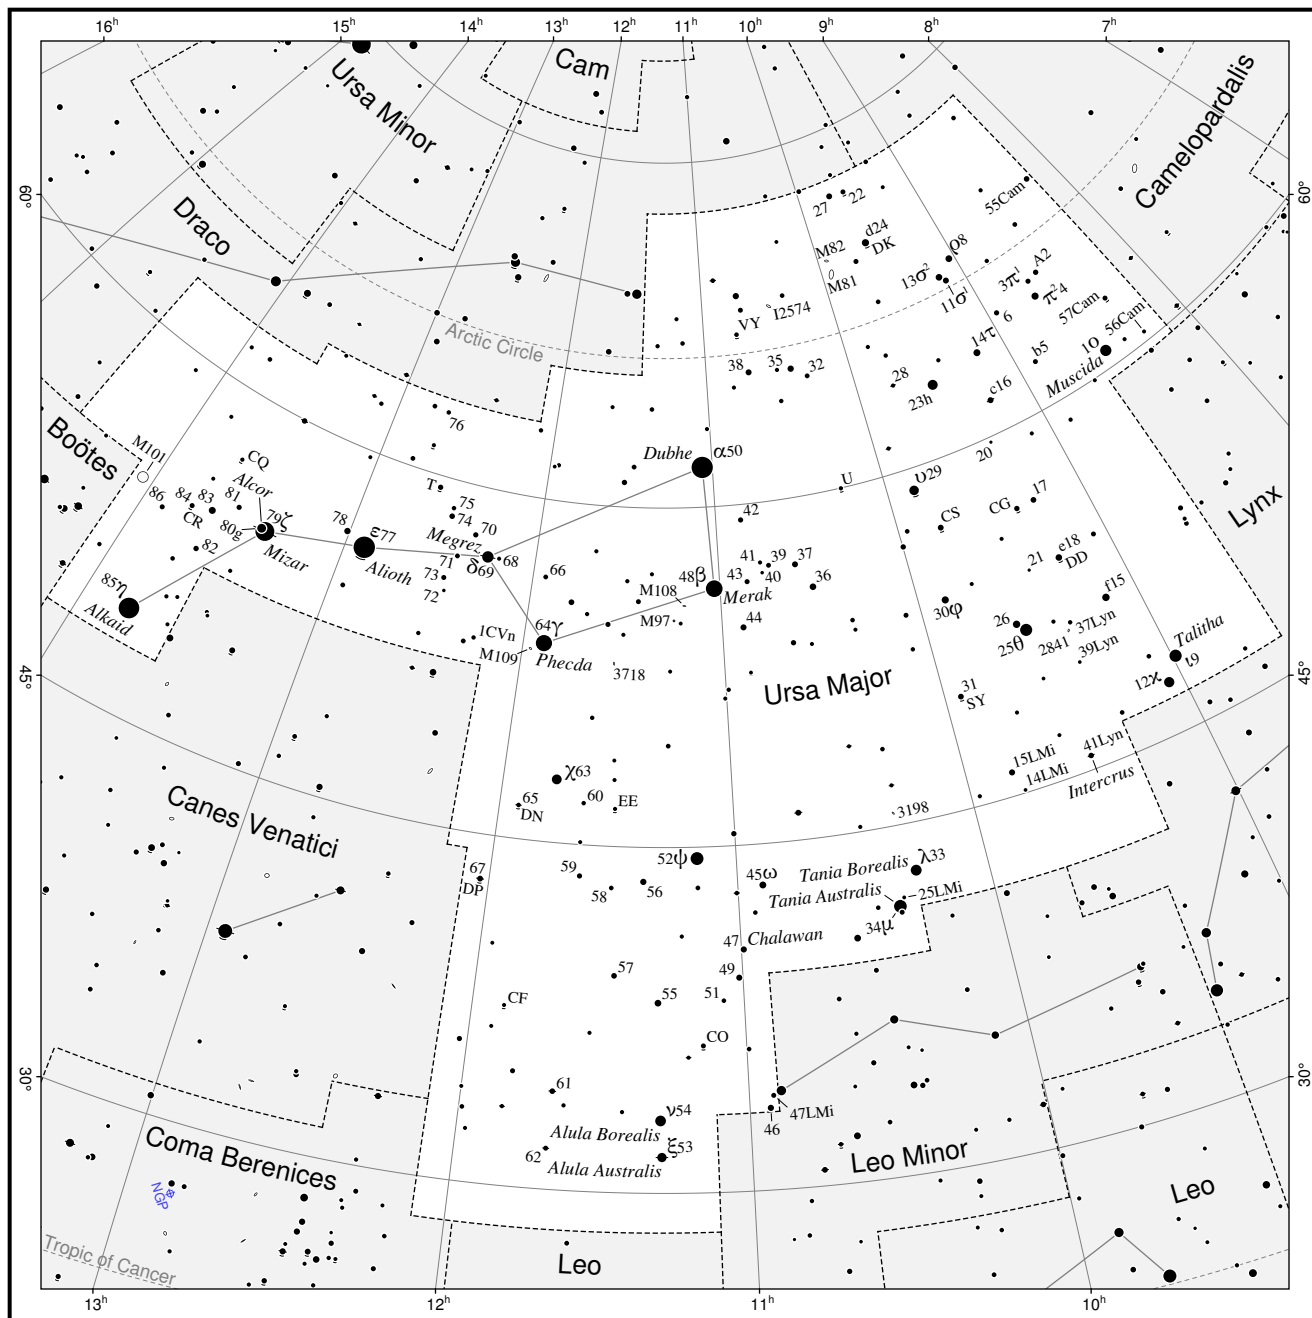 16h 15h 14h 13h 12h 11h 10h 9h 8h 7h
Cam
Ursa Minor
Camelopardalis
60°
60°
Draco
27
22
55Cam
d24
DK
M82
M81
ρ8
13σ²
11σ¹
A2
3π¹
π²4
57Cam
56Cam
I2574
VY
14τ
6
Arctic Circle
b5
1ο
Muscida
38
35
32
28
23h
c16
76
Boötes
M101
Dubhe
α50
CQ
Alcor
T
U
υ29
20
Lynx
86
84
83
81
CR
80g
79ζ
Mizar
78
ε77
Alioth
75
74
70
Megrez
71
δ69
68
73
72
82
85η
Alkaid
42
CS
CG
17
66
48β
Merak
M108
M97
41
39
37
43
40
36
44
21
e18
DD
f15
30φ
26
25θ
2841
37Lyn
39Lyn
Talitha
ι9
12ϰ
1CVn
M109
64γ
Phecda
3718
45°
45°
Ursa Major
31
SY
χ63
65
DN
60
EE
15LMi
14LMi
41Lyn
Intercrus
3198
Canes Venatici
67
DP
59
58
56
52ψ
45ω
Tania Borealis
λ33
Tania Australis
25LMi
34μ
47
Chalawan
57
49
CF
55
51
CO
30°
30°
61
ν54
Alula Borealis
ξ53
Alula Australis
62
47LMi
46
Coma Berenices
NGP
Leo Minor
Leo
Leo
Tropic of Cancer
13h 12h 11h 10h